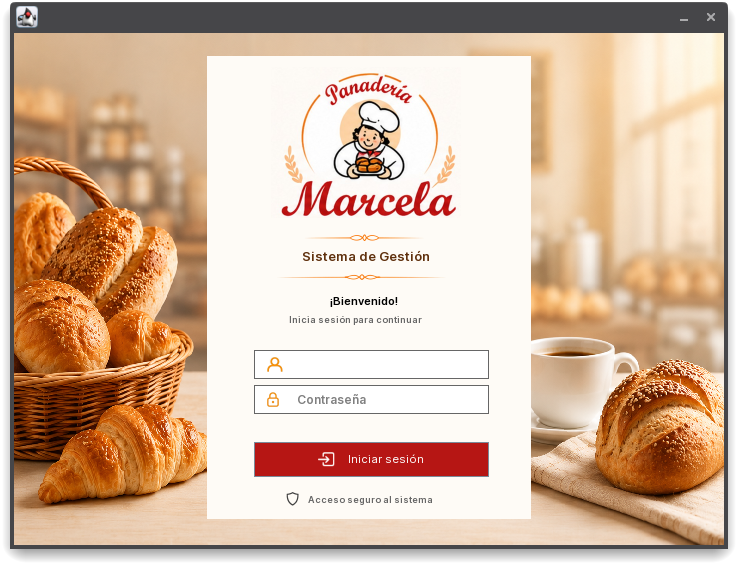 Panadería
Marcela
Sistema de Gestión
¡Bienvenido!
Inicia sesión para continuar
Contraseña
Iniciar sesión
Acceso seguro al sistema